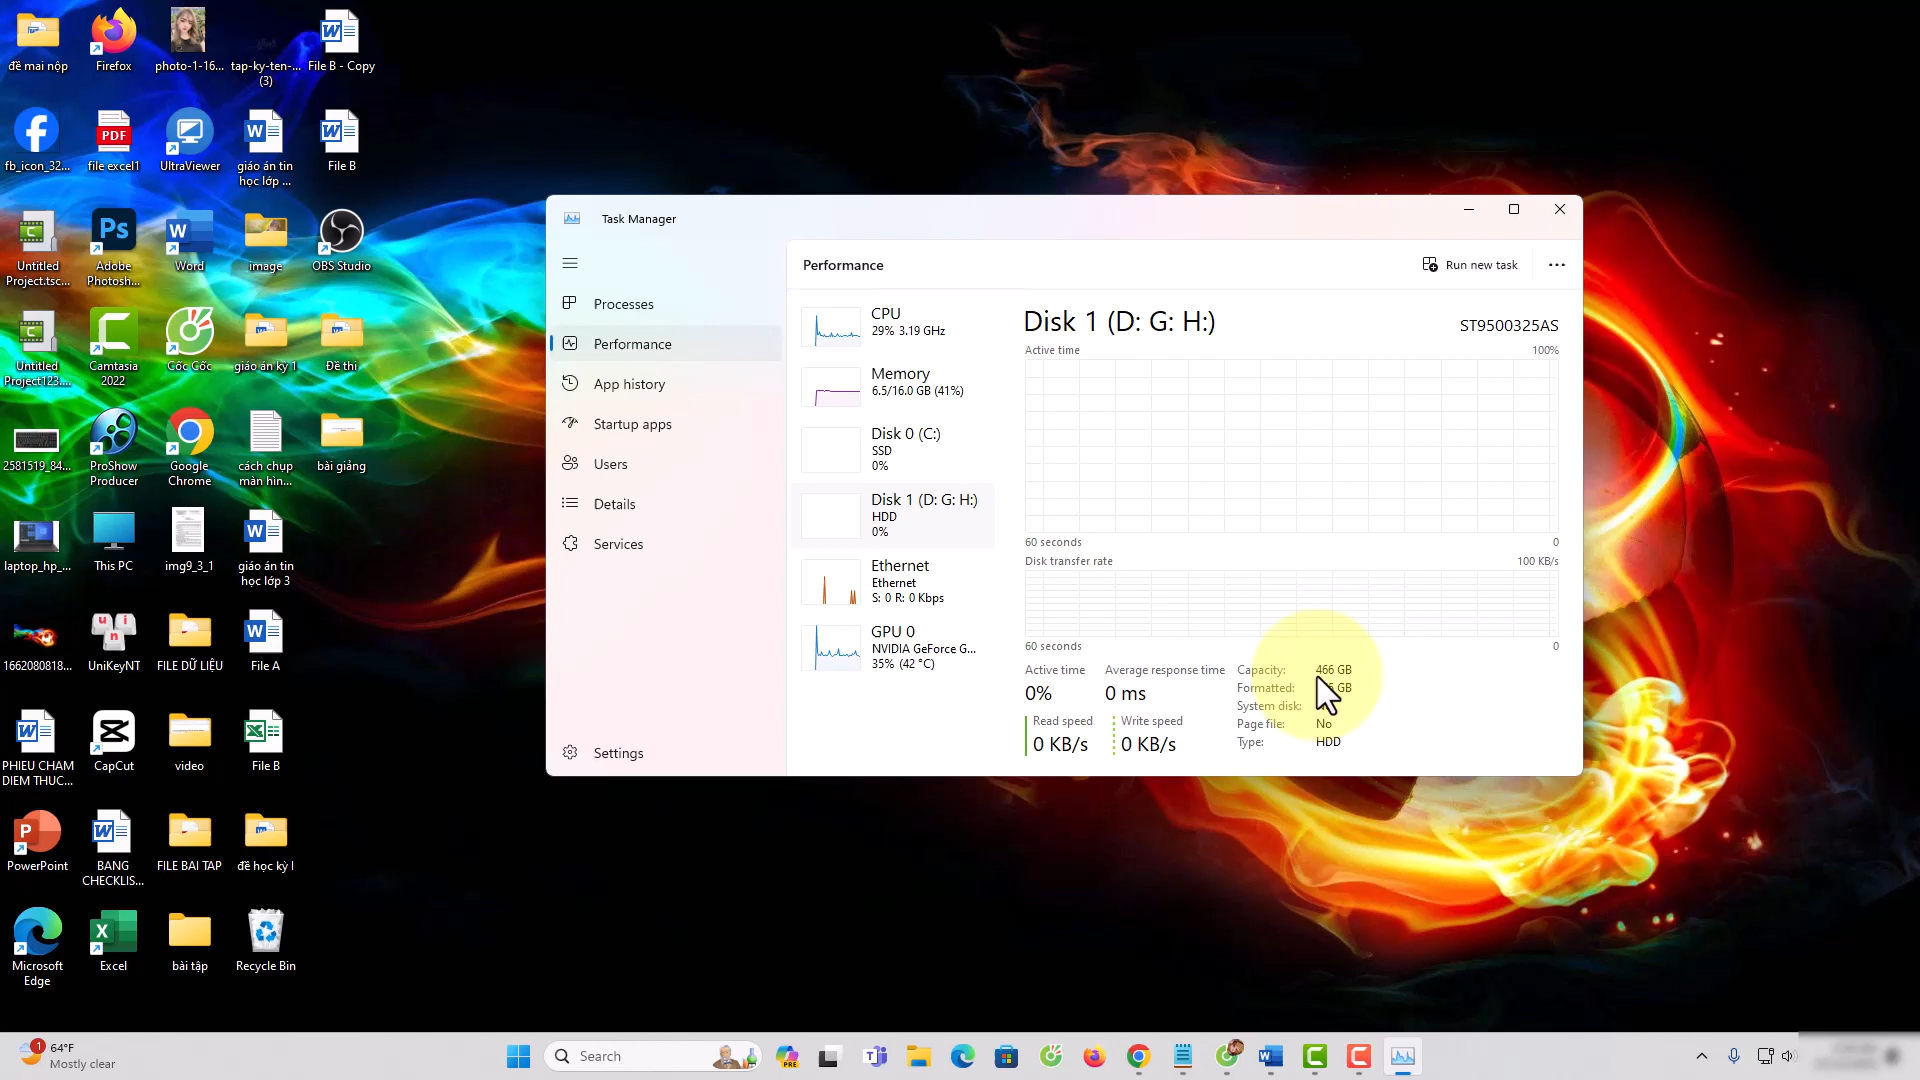 đề mai nộp
Firefox
photo-1-16...
tap-ky-ten-...
(3)
File B - Copy
fb_icon_32...
file excel1
UltraViewer
giáo án tin
học lớp ...
File B
Untitled
Project.tsc...
Adobe
Photosh...
Word
image
OBS Studio
Untitled
Project123....
Camtasia
2022
Cốc Cốc
giáo án kỳ 1
Đề thi
2581519_84...
ProShow
Producer
Google
Chrome
cách chụp
màn hìn...
bài giảng
laptop_hp_...
This PC
img9_3_1
giáo án tin
học lớp 3
1662080818...
UniKeyNT
FILE DỮ LIỆU
File A
PHIEU CHAM
DIEM THUC...
CapCut
video
File B
PowerPoint
BANG
CHECKLIS...
FILE BAI TAP
đề học kỳ I
Microsoft
Edge
Excel
bài tập
Recycle Bin
Task Manager
Processes
Performance
App history
Startup apps
Users
Details
Services
Settings
Performance
Run new task
CPU
29% 3.19 GHz
Memory
6.5/16.0 GB (41%)
Disk 0 (C:)
SSD
0%
Disk 1 (D: G: H:)
HDD
0%
Ethernet
Ethernet
S: 0 R: 0 Kbps
GPU 0
NVIDIA GeForce G...
35% (42 °C)
Disk 1 (D: G: H:)
ST9500325AS
Active time
100%
60 seconds
0
Disk transfer rate
100 KB/s
60 seconds
0
Active time
0%
Average response time
0 ms
Read speed
0 KB/s
Write speed
0 KB/s
Capacity: 466 GB
Formatted: GB
System disk:
Page file: No
Type: HDD
1
64°F
Mostly clear
Search
PRE